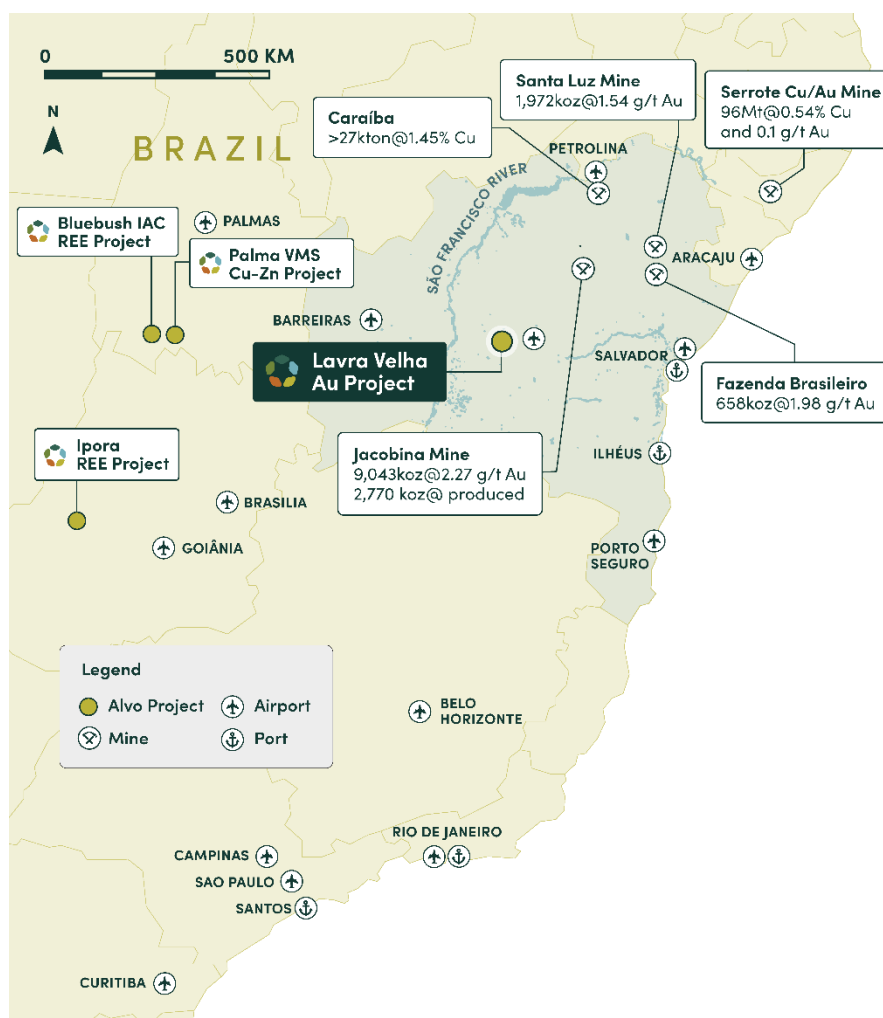 0 500 KM
N
BRAZIL
Santa Luz Mine
1,972koz@1.54 g/t Au
Serrote Cu/Au Mine
96Mt@0.54% Cu
and 0.1 g/t Au
Caraíba
>27kton@1.45% Cu
PETROLINA
SÃO FRANCISCO RIVER
Bluebush IAC
REE Project
PALMAS
Palma VMS
Cu-Zn Project
ARACAJU
BARREIRAS
Lavra Velha
Au Project
SALVADOR
Fazenda Brasileiro
658koz@1.98 g/t Au
Ipora
REE Project
Jacobina Mine
9,043koz@2.27 g/t Au
2,770 koz@ produced
ILHÉUS
BRASILIA
GOIÂNIA
PORTO
SEGURO
Legend
Alvo Project
Airport
Mine
Port
BELO
HORIZONTE
RIO DE JANEIRO
CAMPINAS
SAO PAULO
SANTOS
CURITIBA